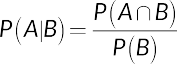 P(A|B) = P(A∩B) / P(B)